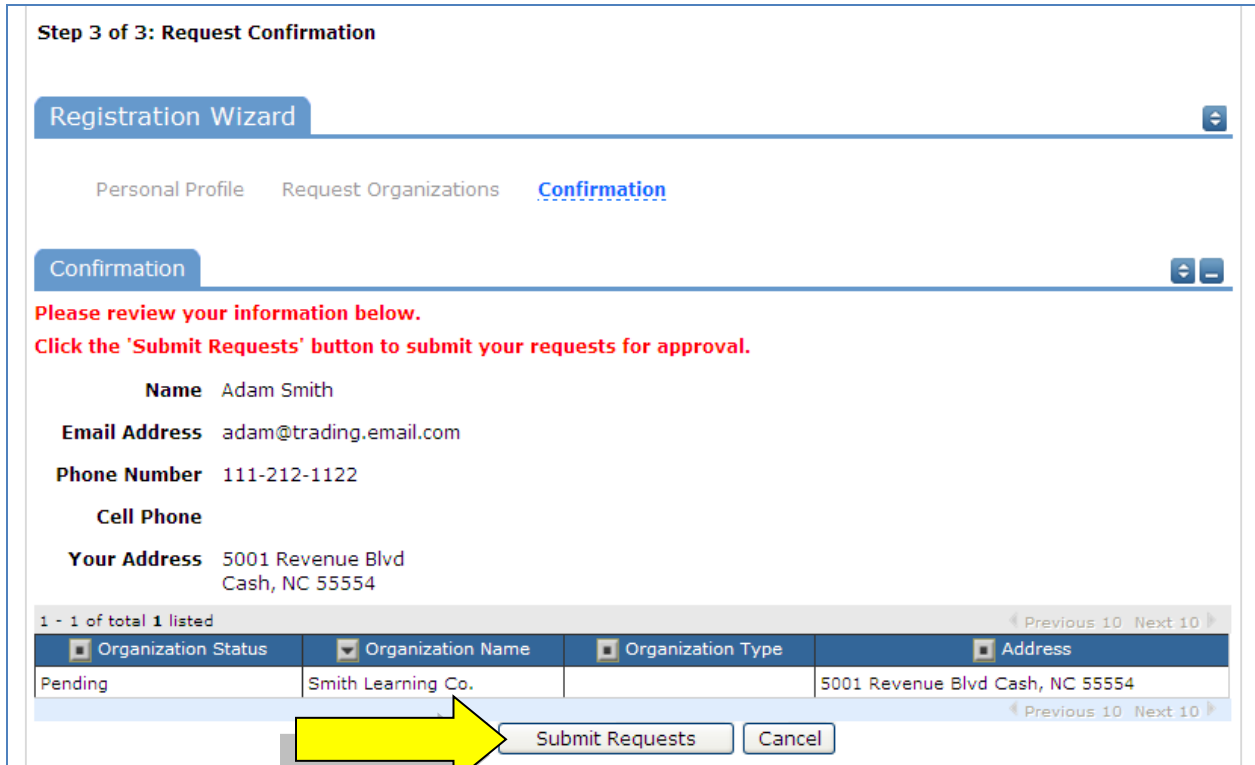 Step 3 of 3: Request Confirmation
Registration Wizard
Personal Profile Request Organizations Confirmation
Confirmation
Please review your information below.
Click the 'Submit Requests' button to submit your requests for approval.
Name Adam Smith
Email Address adam@trading.email.com
Phone Number 111-212-1122
Cell Phone
Your Address 5001 Revenue Blvd
Cash, NC 55554
1 - 1 of total 1 listed Previous 10 Next 10
Organization Status Organization Name Organization Type Address
Pending Smith Learning Co. 5001 Revenue Blvd Cash, NC 55554
Previous 10 Next 10
Submit Requests Cancel